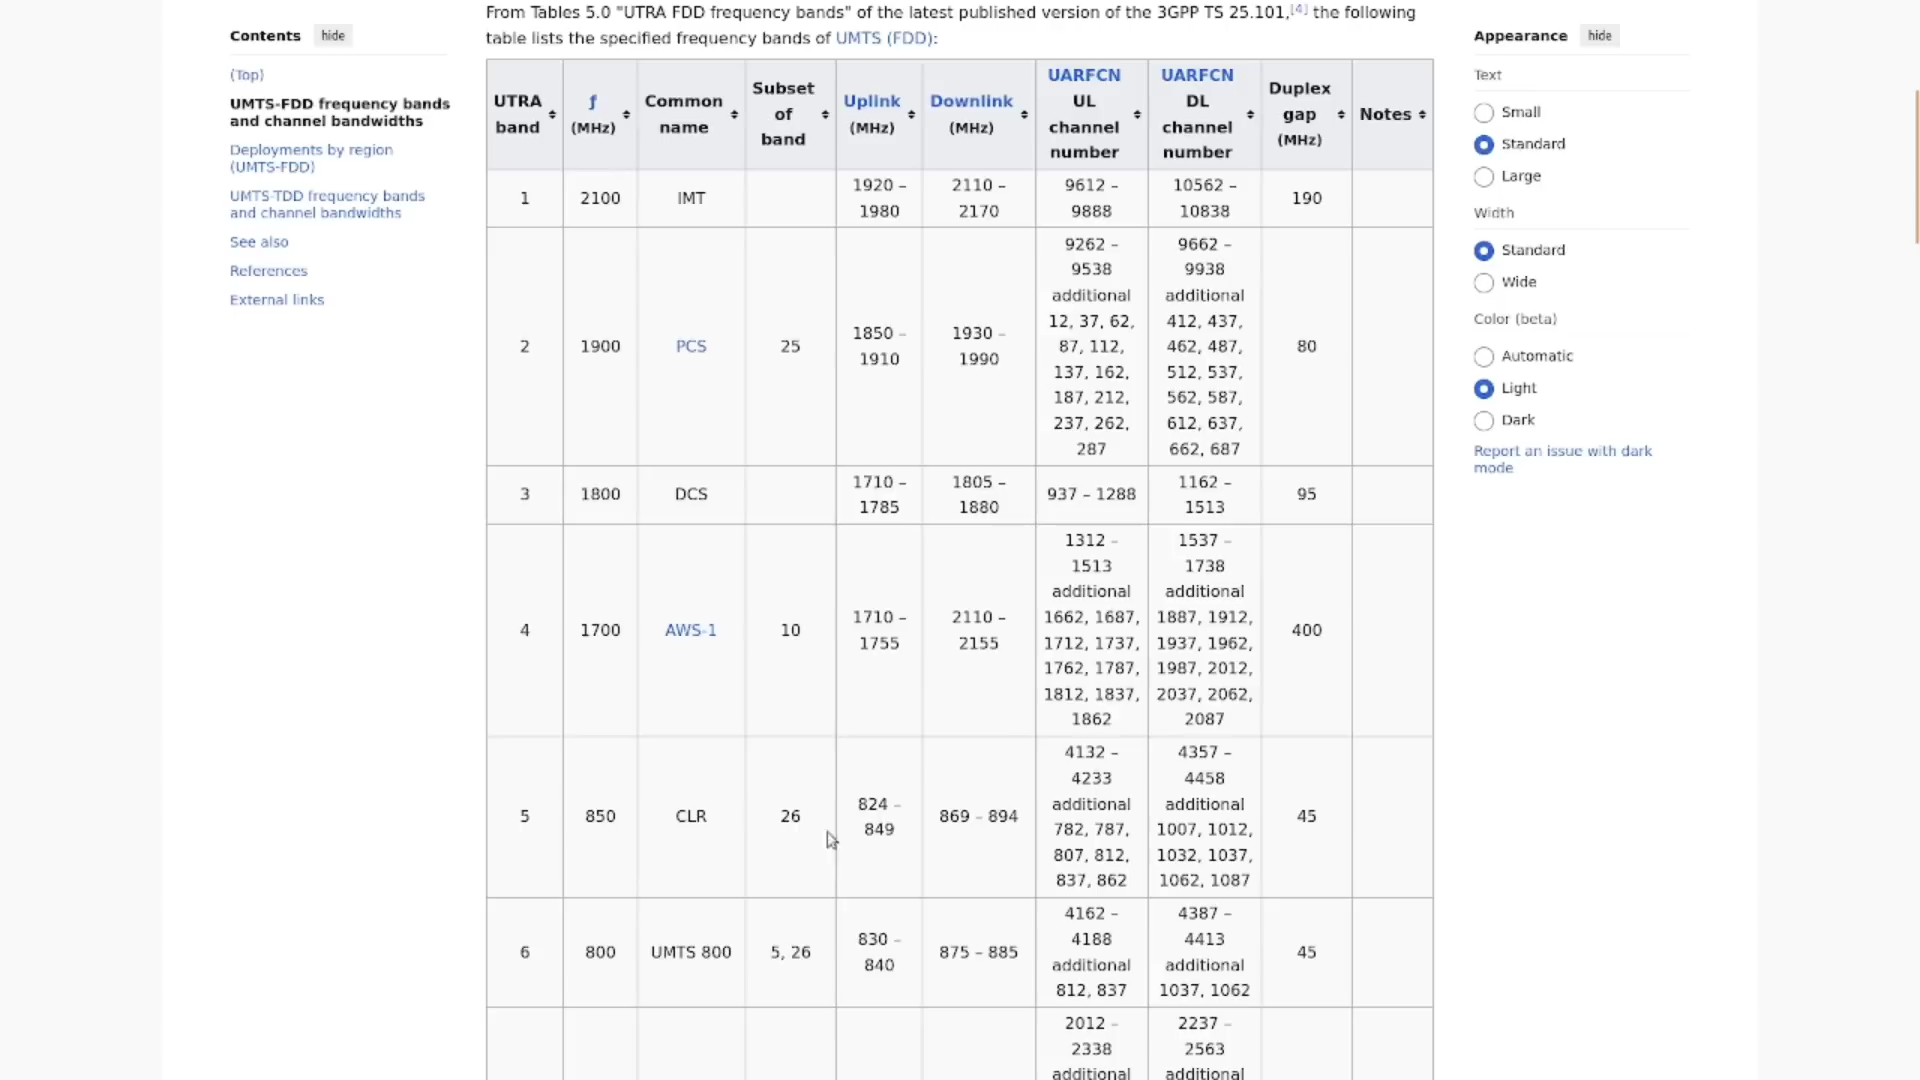 From Tables 5.0 "UTRA FDD frequency bands" of the latest published version of the 3GPP TS 25.101,[4] the following
table lists the specified frequency bands of UMTS (FDD):
Contents hide
(Top)
UMTS-FDD frequency bands
and channel bandwidths
Deployments by region
(UMTS-FDD)
UMTS-TDD frequency bands
and channel bandwidths
See also
References
External links
UTRA
band
ƒ
(MHz)
Common
name
Subset
of
band
Uplink
(MHz)
Downlink
(MHz)
UARFCN
UL
channel
number
UARFCN
DL
channel
number
Duplex
gap
(MHz)
Notes
1
2100
IMT
1920 –
1980
2110 –
2170
9612 –
9888
10562 –
10838
190
2
1900
PCS
25
1850 –
1910
1930 –
1990
9262 –
9538
additional
12, 37, 62,
87, 112,
137, 162,
187, 212,
237, 262,
287
9662 –
9938
additional
412, 437,
462, 487,
512, 537,
562, 587,
612, 637,
662, 687
80
3
1800
DCS
1710 –
1785
1805 –
1880
937 – 1288
1162 –
1513
95
4
1700
AWS-1
10
1710 –
1755
2110 –
2155
1312 –
1513
additional
1662, 1687,
1712, 1737,
1762, 1787,
1812, 1837,
1862
1537 –
1738
additional
1887, 1912,
1937, 1962,
1987, 2012,
2037, 2062,
2087
400
5
850
CLR
26
824 –
849
869 – 894
4132 –
4233
additional
782, 787,
807, 812,
837, 862
4357 –
4458
additional
1007, 1012,
1032, 1037,
1062, 1087
45
6
800
UMTS 800
5, 26
830 –
840
875 – 885
4162 –
4188
additional
812, 837
4387 –
4413
additional
1037, 1062
45
2012 –
2338
additional
2237 –
2563
additional
Appearance hide
Text
Small
Standard
Large
Width
Standard
Wide
Color (beta)
Automatic
Light
Dark
Report an issue with dark
mode